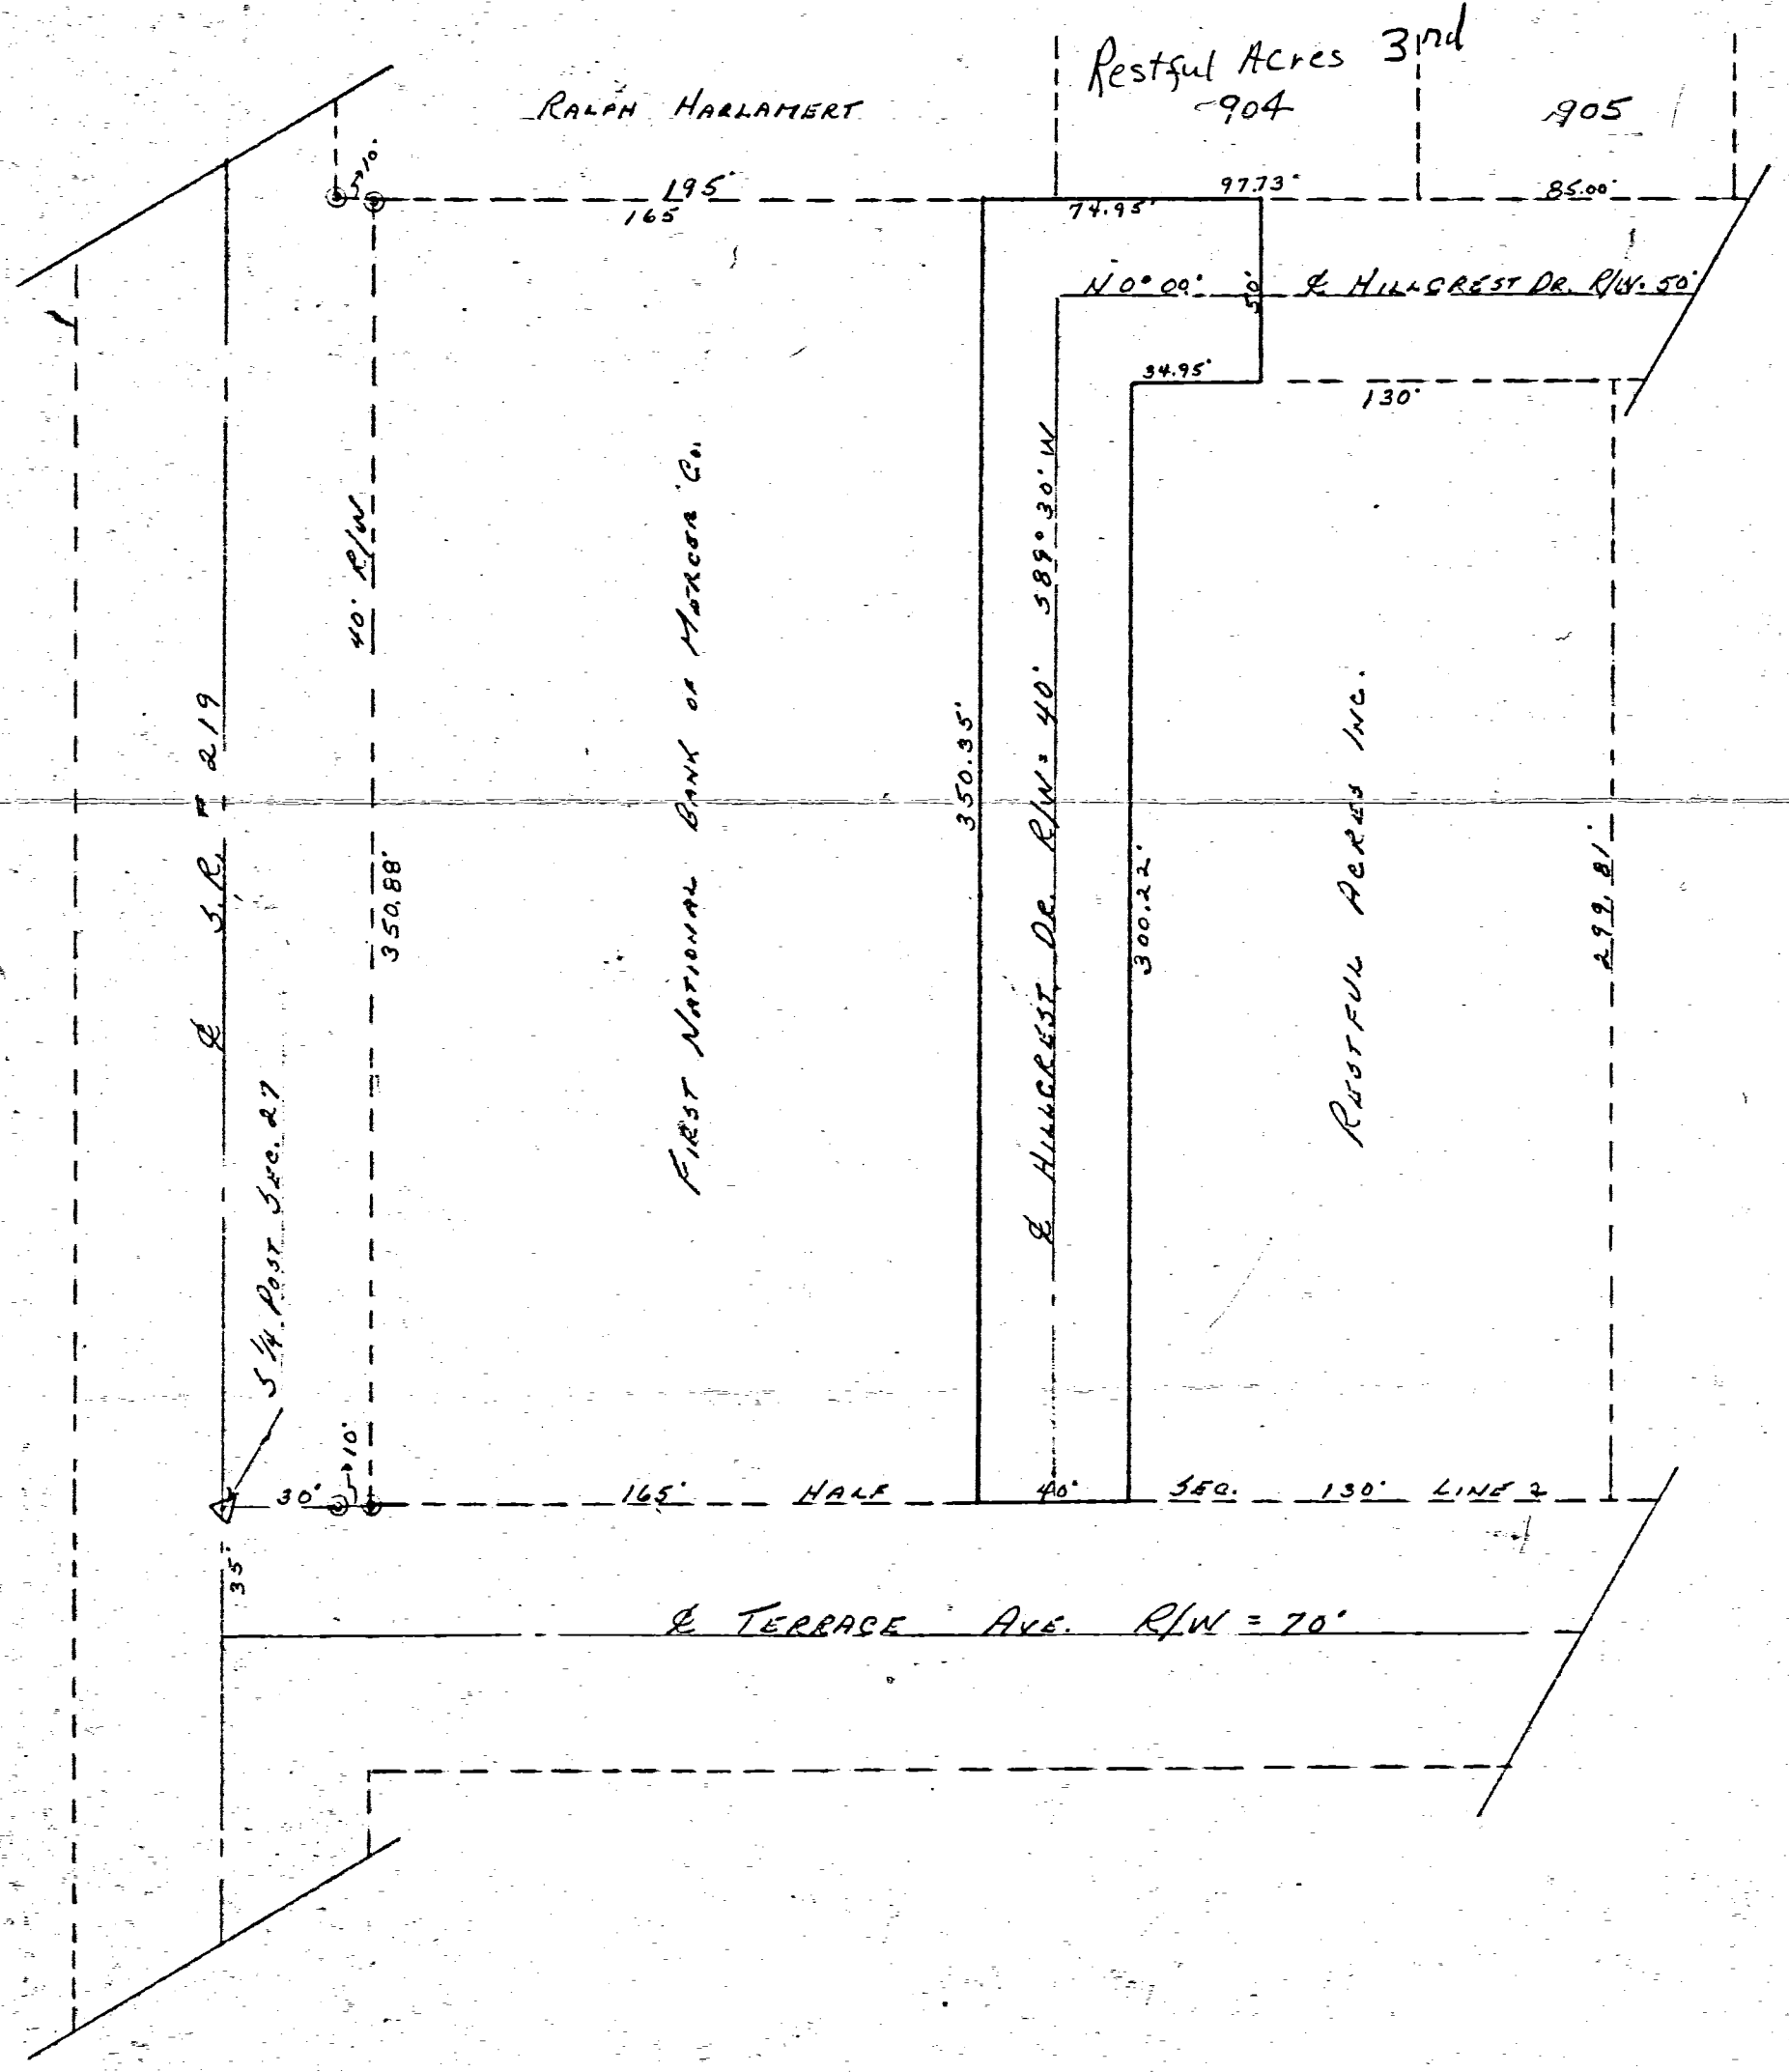 Restful Acres 3rd
RALPH HARLAMERT
904
905
5' 10'
195'
165
97.73'
74.95'
85.00'
N 0° 00'
50'
℄ HILLCREST DR. R/W= 50'
34.95'
130'
40' R/W
℄ S.R. 219
350.88'
FIRST NATIONAL BANK OF MERCER CO.
350.35'
℄ HILLCREST DR. R/W= 40' S89° 30' W
300.22'
RESTFUL ACRES INC.
299.81'
S 1/4 POST SEC. 27
30'
10'
165'
HALF
40'
SEC.
130'
LINE
35'
℄ TERRACE AVE. R/W = 70'